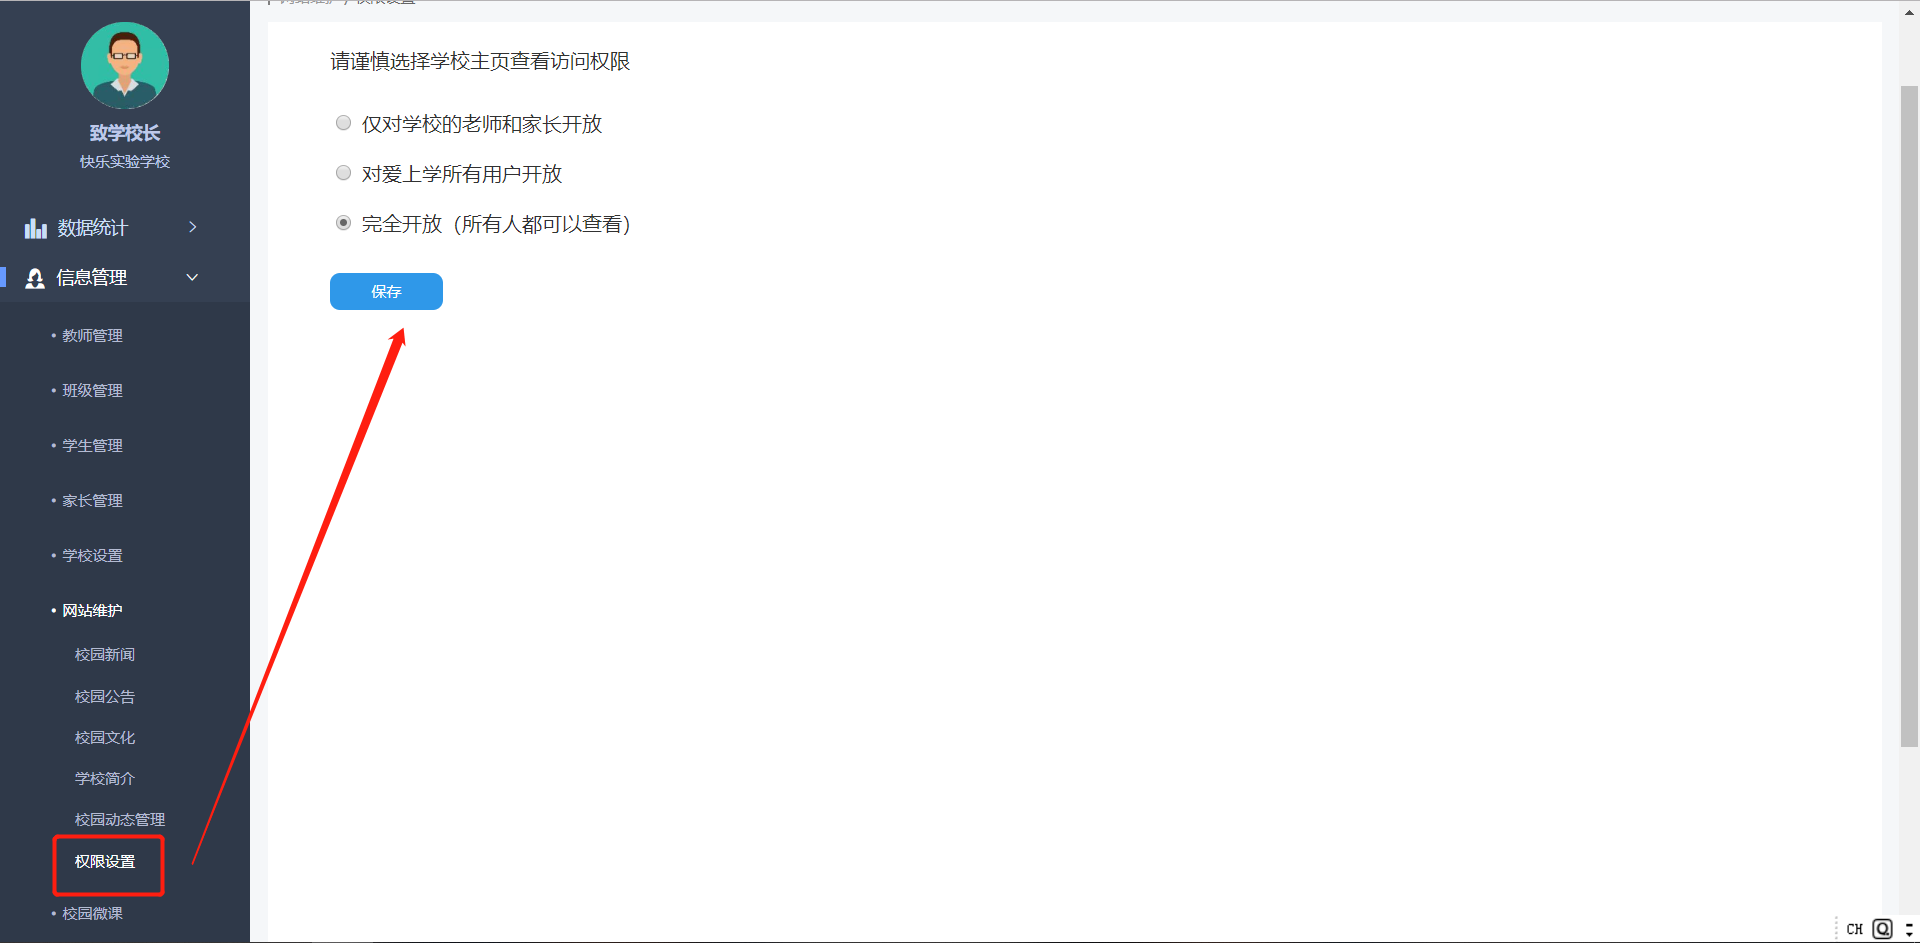 致学校长
快乐实验学校
数据统计
信息管理
• 教师管理
• 班级管理
• 学生管理
• 家长管理
• 学校设置
• 网站维护
校园新闻
校园公告
校园文化
学校简介
校园动态管理
权限设置
• 校园微课
请谨慎选择学校主页查看访问权限
仅对学校的老师和家长开放
对爱上学所有用户开放
完全开放（所有人都可以查看）
保存
CH